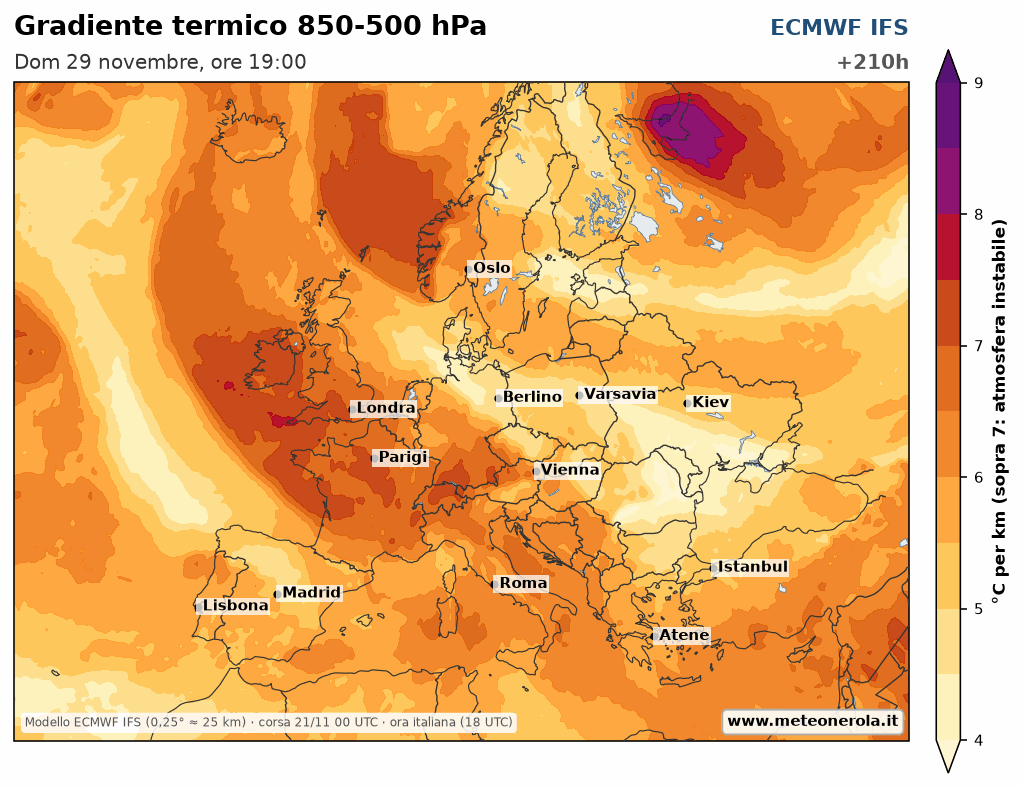 Gradiente termico 850-500 hPa
ECMWF IFS
Dom 29 novembre, ore 19:00
+210h
Oslo
Berlino
Varsavia
Kiev
Londra
Parigi
Vienna
Istanbul
Roma
Madrid
Lisbona
Atene
Modello ECMWF IFS (0,25° ≈ 25 km) · corsa 21/11 00 UTC · ora italiana (18 UTC)
www.meteonerola.it
9
8
7
6
5
4
°C per km (sopra 7: atmosfera instabile)